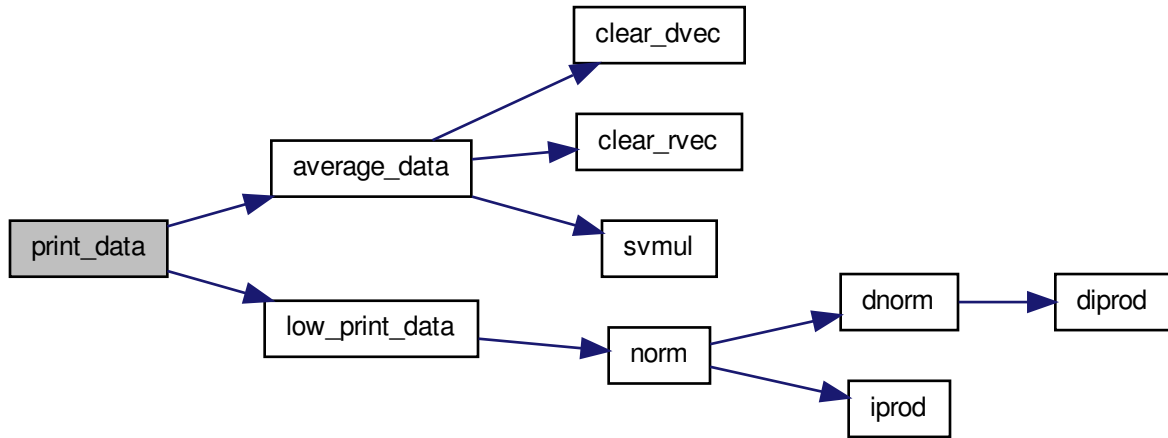 clear_dvec
clear_rvec
average_data
svmul
print_data
dnorm
diprod
low_print_data
norm
iprod